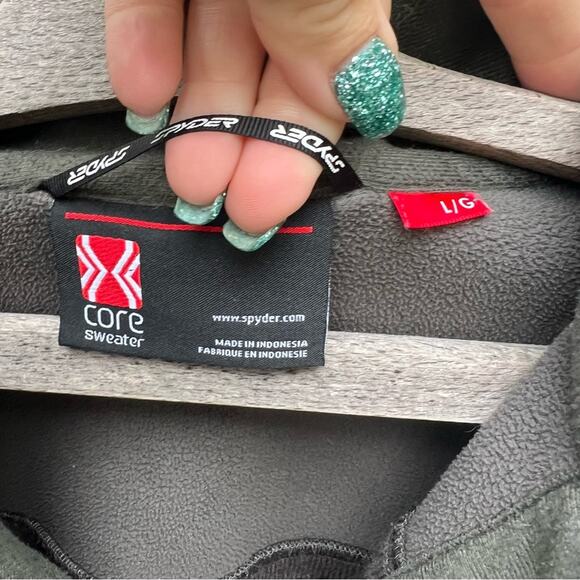 SPYDER SPYDER SPYDER
L/G
core
sweater
www.spyder.com
MADE IN INDONESIA
FABRIQUE EN INDONESIE